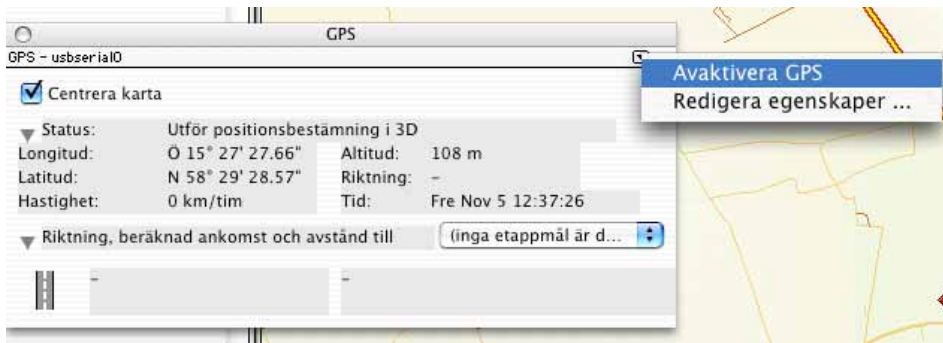 GPS
GPS - usbserial0
Avaktivera GPS
Redigera egenskaper ...
Centrera karta
Status: Utför positionsbestämning i 3D
Longitud: Ö 15° 27' 27.66" Altitud: 108 m
Latitud: N 58° 29' 28.57" Riktning: -
Hastighet: 0 km/tim Tid: Fre Nov 5 12:37:26
Riktning, beräknad ankomst och avstånd till (inga etappmål är d...
- -